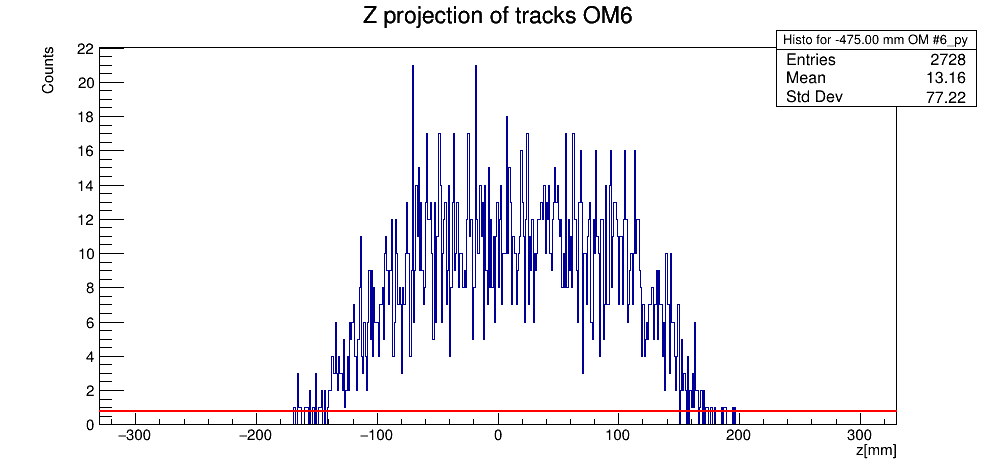 Z projection of tracks OM6
Histo for -475.00 mm OM #6_py
Entries 2728
Mean 13.16
Std Dev 77.22
Counts
22
20
18
16
14
12
10
8
6
4
2
0
−300 −200 −100 0 100 200 300
z[mm]